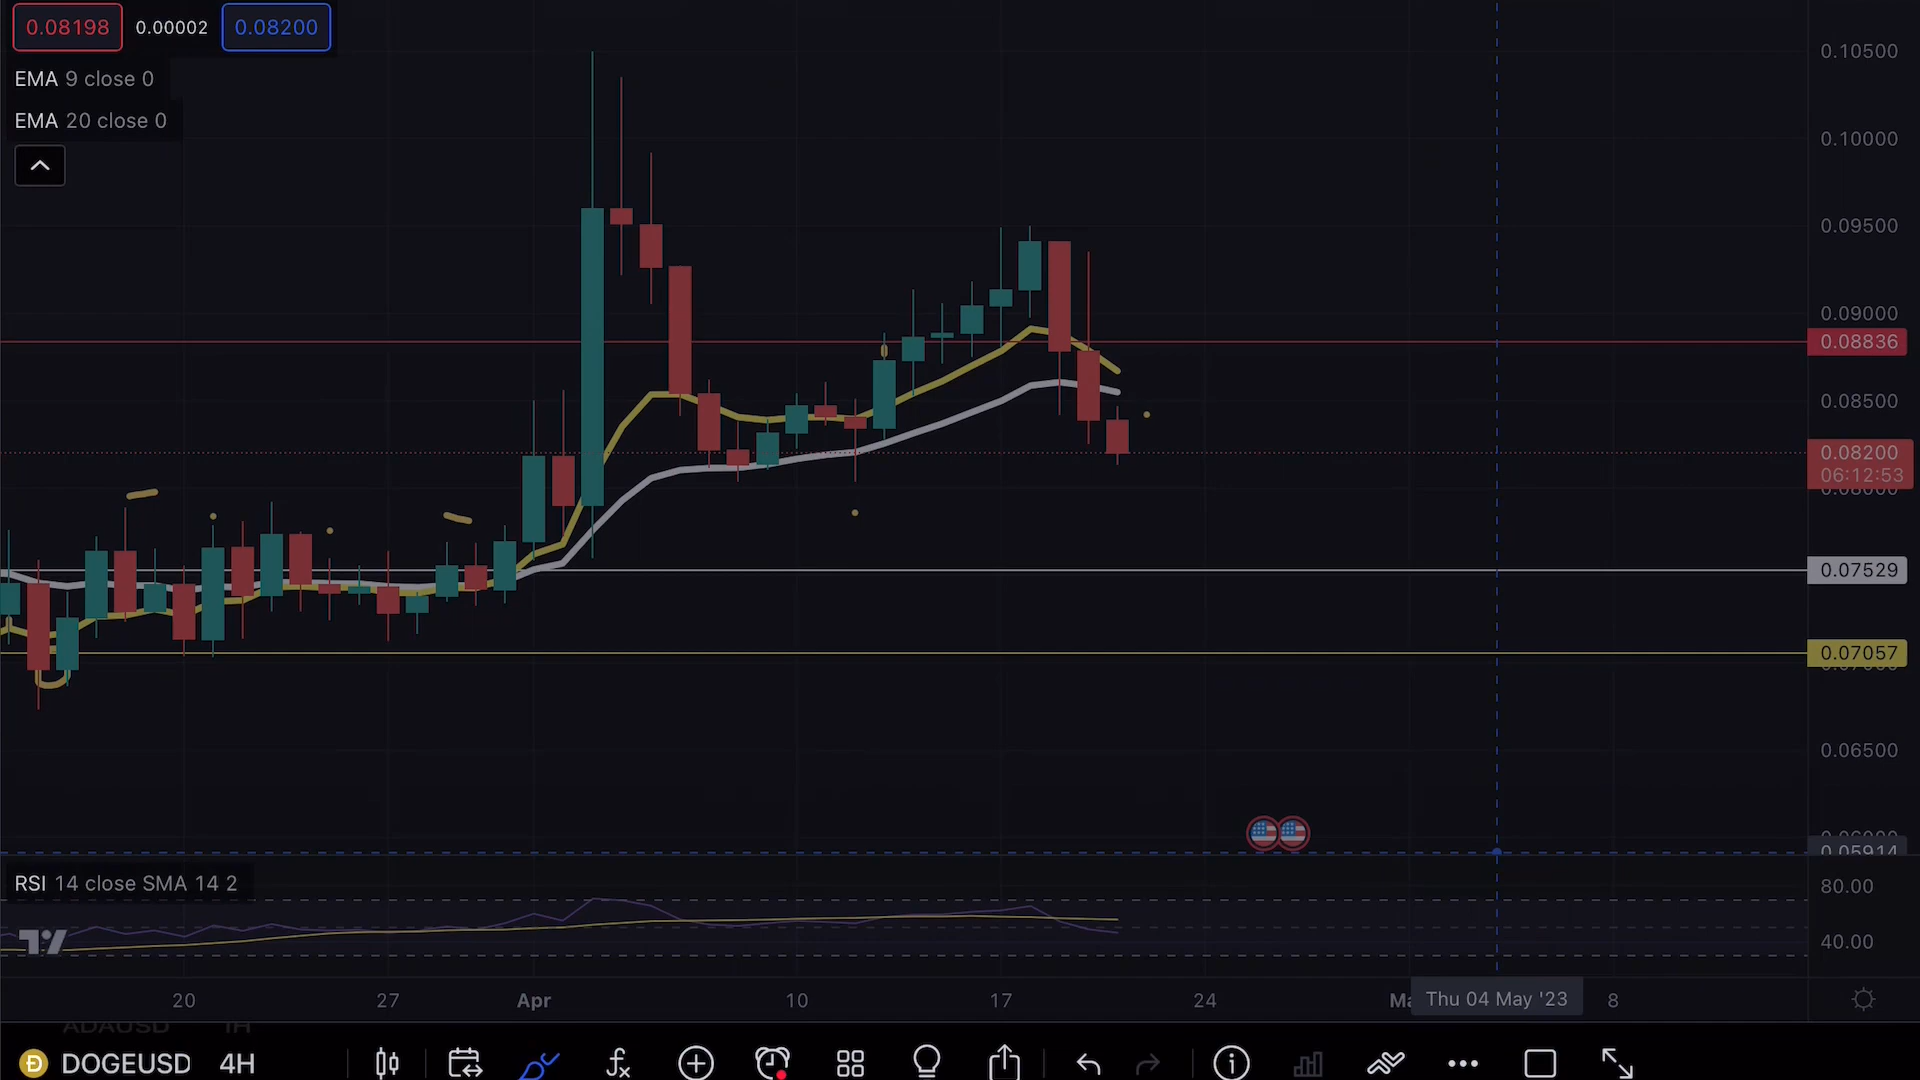 0.08198 0.00002 0.08200
EMA 9 close 0
EMA 20 close 0
0.10500
0.10000
0.09500
0.09000
0.08836
0.08500
0.08200
06:12:53
0.08000
0.07529
0.07057
0.06500
0.05914
RSI 14 close SMA 14 2
80.00
40.00
20 27 Apr 10 17 24 Thu 04 May '23 8
ADAUSD 1H
DOGEUSD 4H